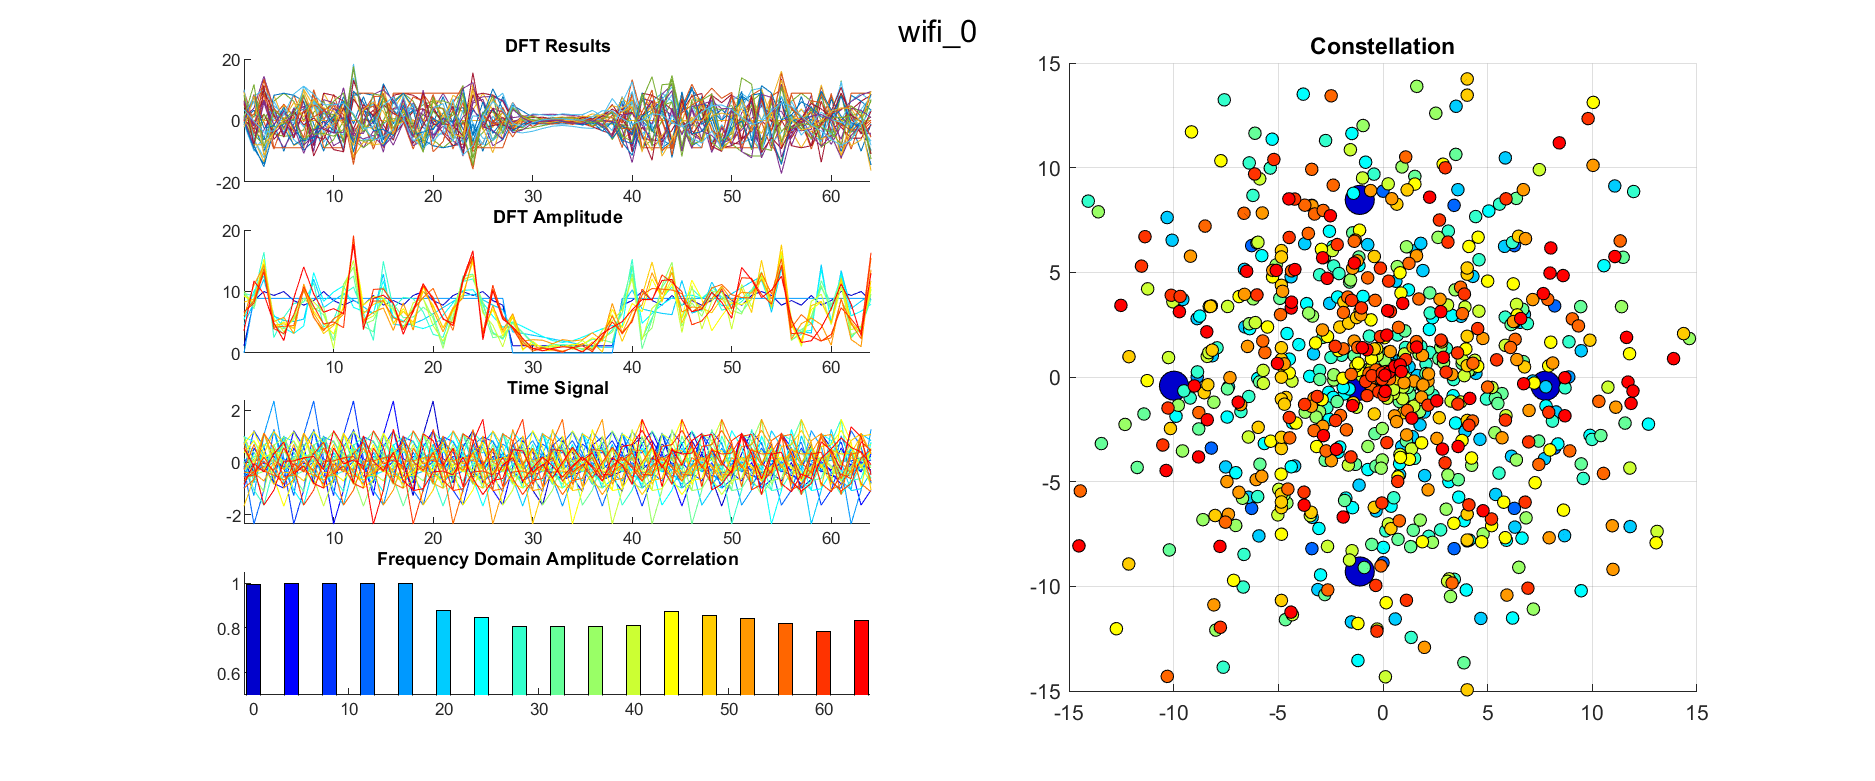 wifi_0
DFT Results
20
0
-20
10 20 30 40 50 60
DFT Amplitude
20
10
0
10 20 30 40 50 60
Time Signal
2
0
-2
10 20 30 40 50 60
Frequency Domain Amplitude Correlation
1
0.8
0.6
0 10 20 30 40 50 60
Constellation
15
10
5
0
-5
-10
-15
-15 -10 -5 0 5 10 15